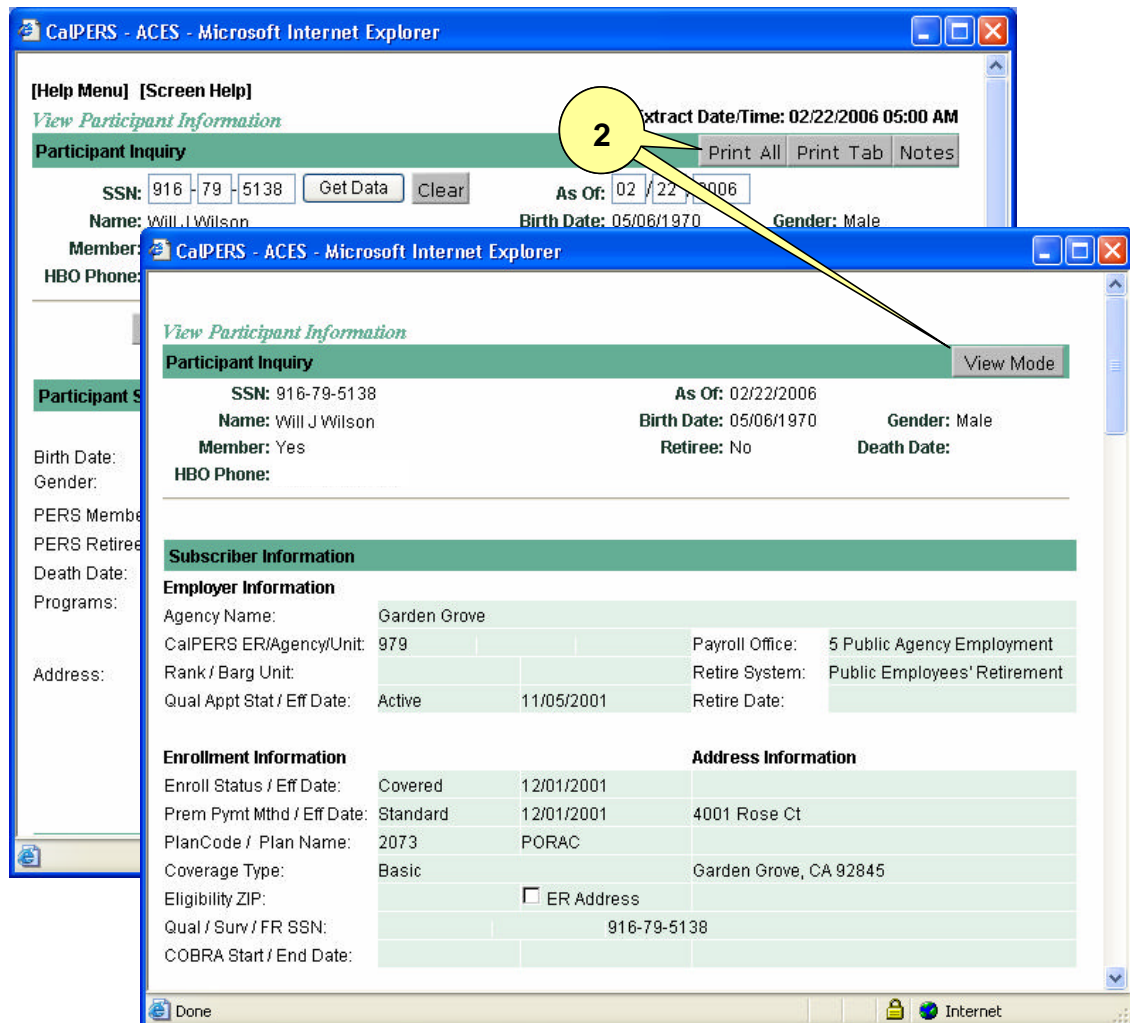 CalPERS - ACES - Microsoft Internet Explorer
[Help Menu] [Screen Help]
View Participant Information xtract Date/Time: 02/22/2006 05:00 AM
2
Participant Inquiry Print All Print Tab Notes
SSN: 916 - 79 - 5138 Get Data Clear As Of: 02 / 22 / 2006
Name: Will J Wilson Birth Date: 05/06/1970 Gender: Male
Member:
HBO Phone:
Participant S
Birth Date:
Gender:
PERS Membe
PERS Retiree
Death Date:
Programs:
Address:
CalPERS - ACES - Microsoft Internet Explorer
View Participant Information
Participant Inquiry View Mode
SSN: 916-79-5138 As Of: 02/22/2006
Name: Will J Wilson Birth Date: 05/06/1970 Gender: Male
Member: Yes Retiree: No Death Date:
HBO Phone:
Subscriber Information
Employer Information
Agency Name: Garden Grove
CalPERS ER/Agency/Unit: 979 Payroll Office: 5 Public Agency Employment
Rank / Barg Unit: Retire System: Public Employees' Retirement
Qual Appt Stat / Eff Date: Active 11/05/2001 Retire Date:
Enrollment Information Address Information
Enroll Status / Eff Date: Covered 12/01/2001
Prem Pymt Mthd / Eff Date: Standard 12/01/2001 4001 Rose Ct
PlanCode / Plan Name: 2073 PORAC
Coverage Type: Basic Garden Grove, CA 92845
Eligibility ZIP: ER Address
Qual / Surv / FR SSN: 916-79-5138
COBRA Start / End Date:
Done Internet